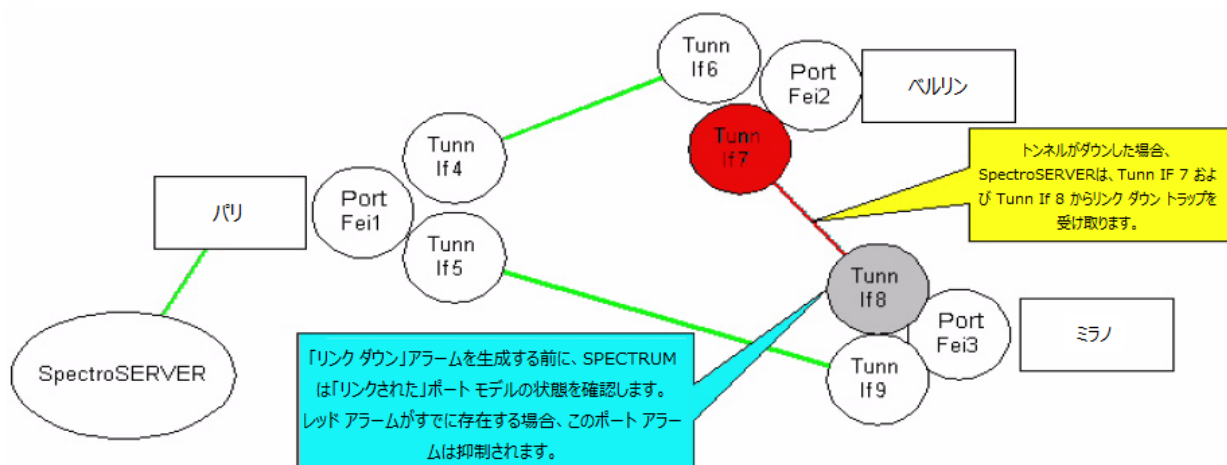 Tunn
If6
Port
Fei2
ベルリン
Tunn
If7
Tunn
If4
トンネルがダウンした場合、
SpectroSERVERは、Tunn IF 7 およ
び Tunn If 8 からリンク ダウン トラップを
受け取ります。
パリ
Port
Fei1
Tunn
If5
Tunn
If8
Port
Fei3
ミラノ
SpectroSERVER
「リンク ダウン」アラームを生成する前に、SPECTRUM
は「リンクされた」ポート モデルの状態を確認します。
レッド アラームがすでに存在する場合、このポート アラー
ムは抑制されます。
Tunn
If9